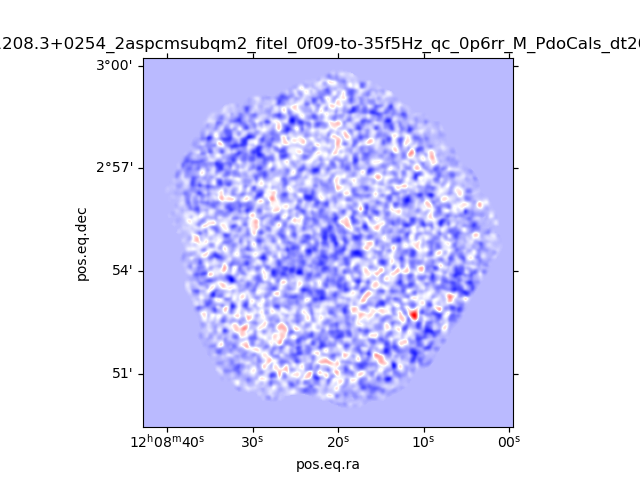 208.3+0254_2aspcmsubqm2_fitel_0f09-to-35f5Hz_qc_0p6rr_M_PdoCals_dt20
3°00'
2°57'
54'
51'
pos.eq.dec
12ʰ08ᵐ40ˢ 30ˢ 20ˢ 10ˢ 00ˢ
pos.eq.ra